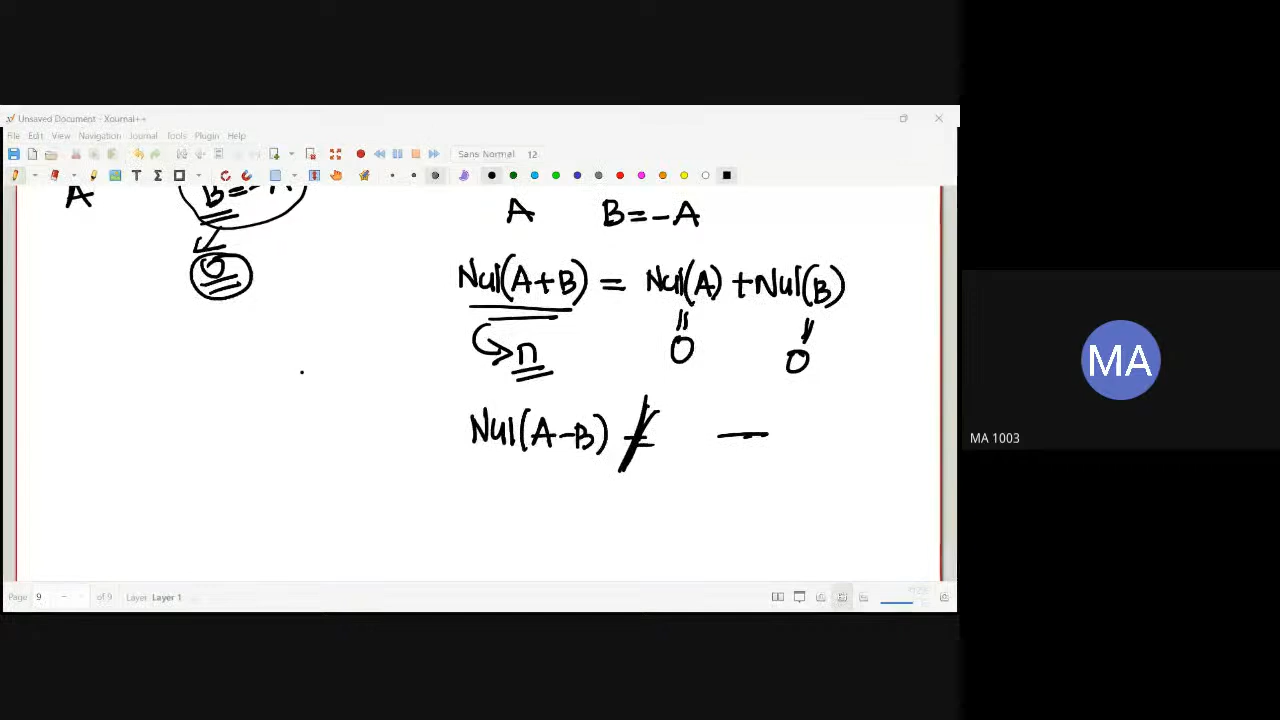 Unsaved Document - Xournal++
File Edit View Navigation Journal Tools Plugin Help
Sans Normal 12
A B=-A
A B=-A
0
Nul(A+B) = Nul(A) + Nul(B)
n 0 0
Nul(A-B) ≠ —
MA
MA 1003
Page 9 of 9 Layer Layer 1